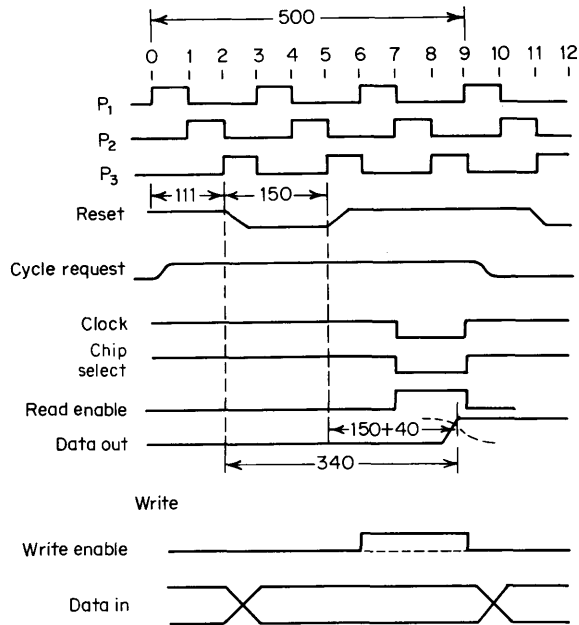 500
0 1 2 3 4 5 6 7 8 9 10 11 12
P1
P2
P3
111 150
Reset
Cycle request
Clock
Chip select
Read enable
150+40
Data out
340
Write
Write enable
Data in